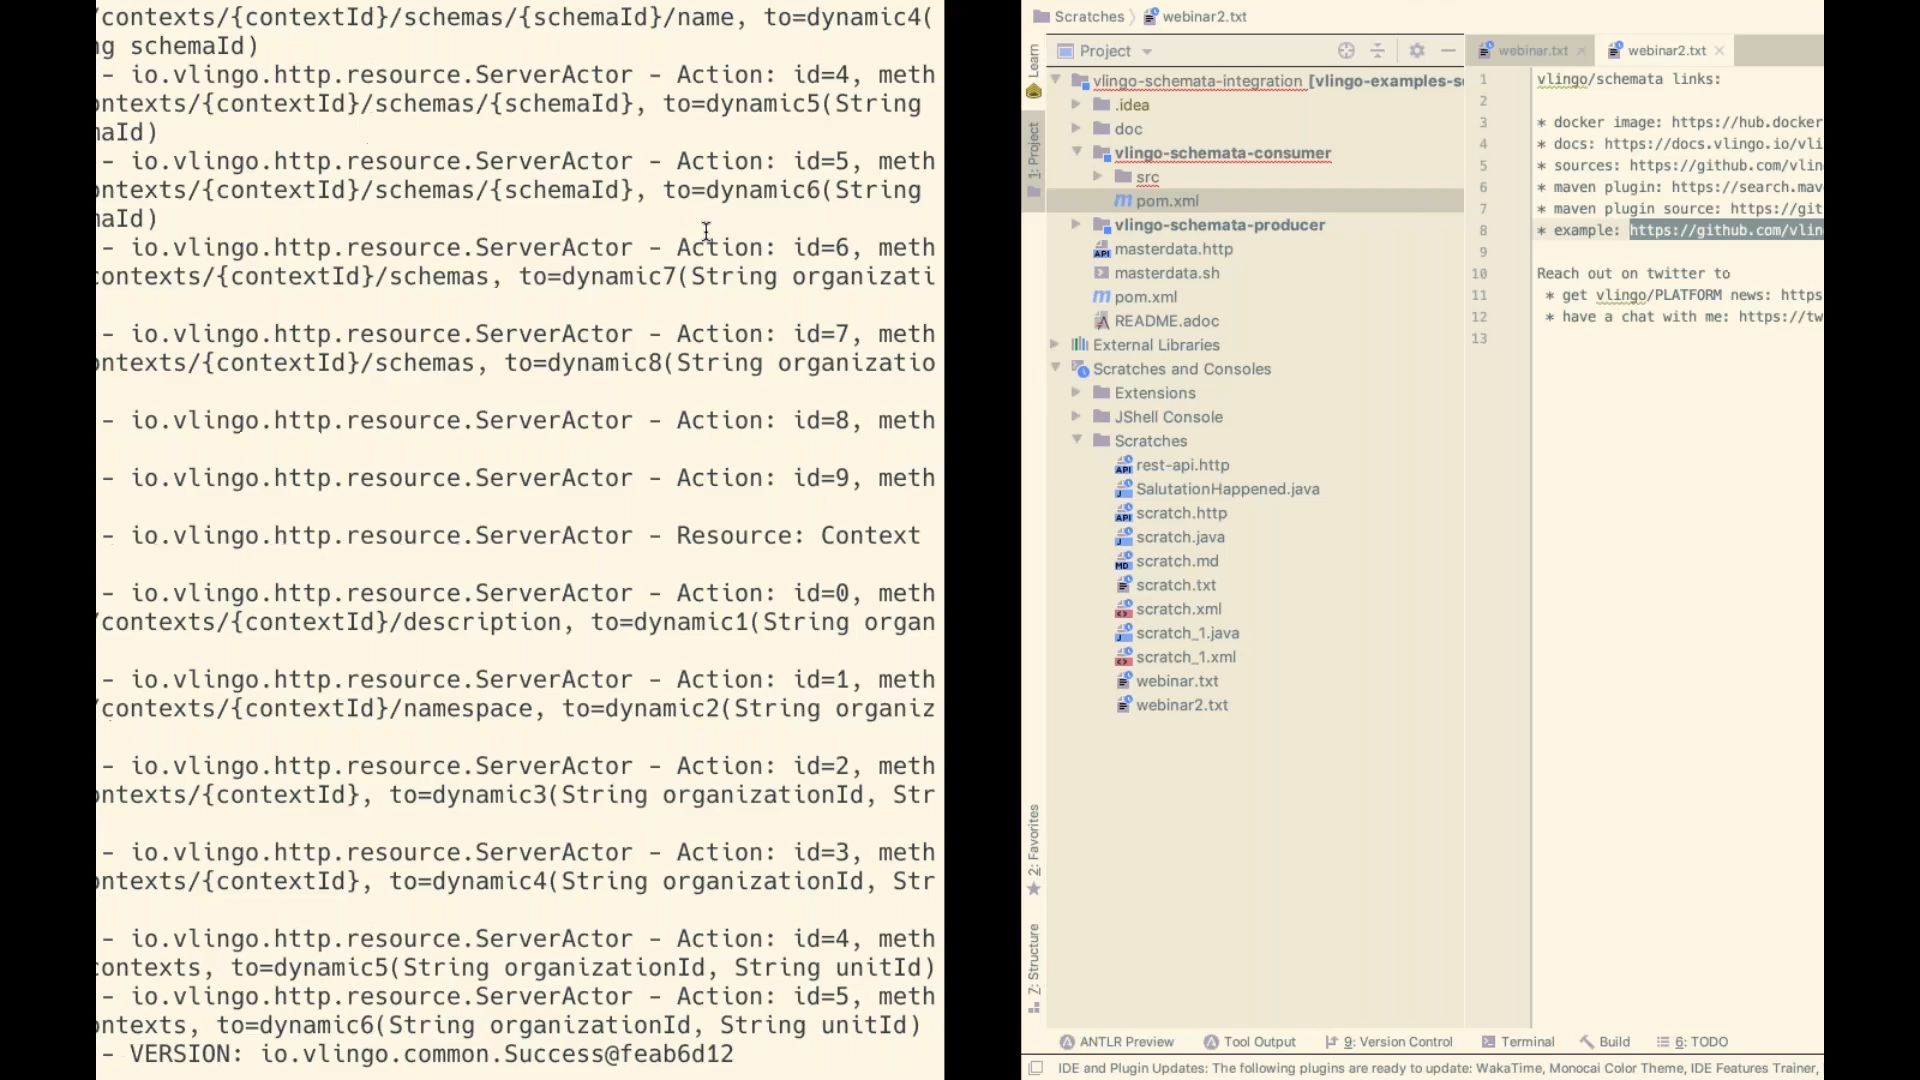 /contexts/{contextId}/schemas/{schemaId}/name, to=dynamic4(
ng schemaId)
- io.vlingo.http.resource.ServerActor - Action: id=4, meth
ontexts/{contextId}/schemas/{schemaId}, to=dynamic5(String
maId)
- io.vlingo.http.resource.ServerActor - Action: id=5, meth
ontexts/{contextId}/schemas/{schemaId}, to=dynamic6(String
maId)
- io.vlingo.http.resource.ServerActor - Action: id=6, meth
contexts/{contextId}/schemas, to=dynamic7(String organizati
- io.vlingo.http.resource.ServerActor - Action: id=7, meth
ontexts/{contextId}/schemas, to=dynamic8(String organizatio
- io.vlingo.http.resource.ServerActor - Action: id=8, meth
- io.vlingo.http.resource.ServerActor - Action: id=9, meth
- io.vlingo.http.resource.ServerActor - Resource: Context
- io.vlingo.http.resource.ServerActor - Action: id=0, meth
/contexts/{contextId}/description, to=dynamic1(String organ
- io.vlingo.http.resource.ServerActor - Action: id=1, meth
/contexts/{contextId}/namespace, to=dynamic2(String organiz
- io.vlingo.http.resource.ServerActor - Action: id=2, meth
ontexts/{contextId}, to=dynamic3(String organizationId, Str
- io.vlingo.http.resource.ServerActor - Action: id=3, meth
ontexts/{contextId}, to=dynamic4(String organizationId, Str
- io.vlingo.http.resource.ServerActor - Action: id=4, meth
contexts, to=dynamic5(String organizationId, String unitId)
- io.vlingo.http.resource.ServerActor - Action: id=5, meth
ontexts, to=dynamic6(String organizationId, String unitId)
- VERSION: io.vlingo.common.Success@feab6d12
Scratches
webinar2.txt
Learn
1: Project
2: Favorites
Z: Structure
Project
vlingo-schemata-integration [vlingo-examples-s
.idea
doc
vlingo-schemata-consumer
src
pom.xml
vlingo-schemata-producer
masterdata.http
masterdata.sh
pom.xml
README.adoc
External Libraries
Scratches and Consoles
Extensions
JShell Console
Scratches
rest-api.http
SalutationHappened.java
scratch.http
scratch.java
scratch.md
scratch.txt
scratch.xml
scratch_1.java
scratch_1.xml
webinar.txt
webinar2.txt
webinar.txt
webinar2.txt
1 vlingo/schemata links:
2
3 * docker image: https://hub.docker
4 * docs: https://docs.vlingo.io/vli
5 * sources: https://github.com/vlin
6 * maven plugin: https://search.mav
7 * maven plugin source: https://git
8 * example: https://github.com/vlin
9
10 Reach out on twitter to
11 * get vlingo/PLATFORM news: https
12 * have a chat with me: https://tw
13
ANTLR Preview
Tool Output
9: Version Control
Terminal
Build
6: TODO
IDE and Plugin Updates: The following plugins are ready to update: WakaTime, Monocai Color Theme, IDE Features Trainer,